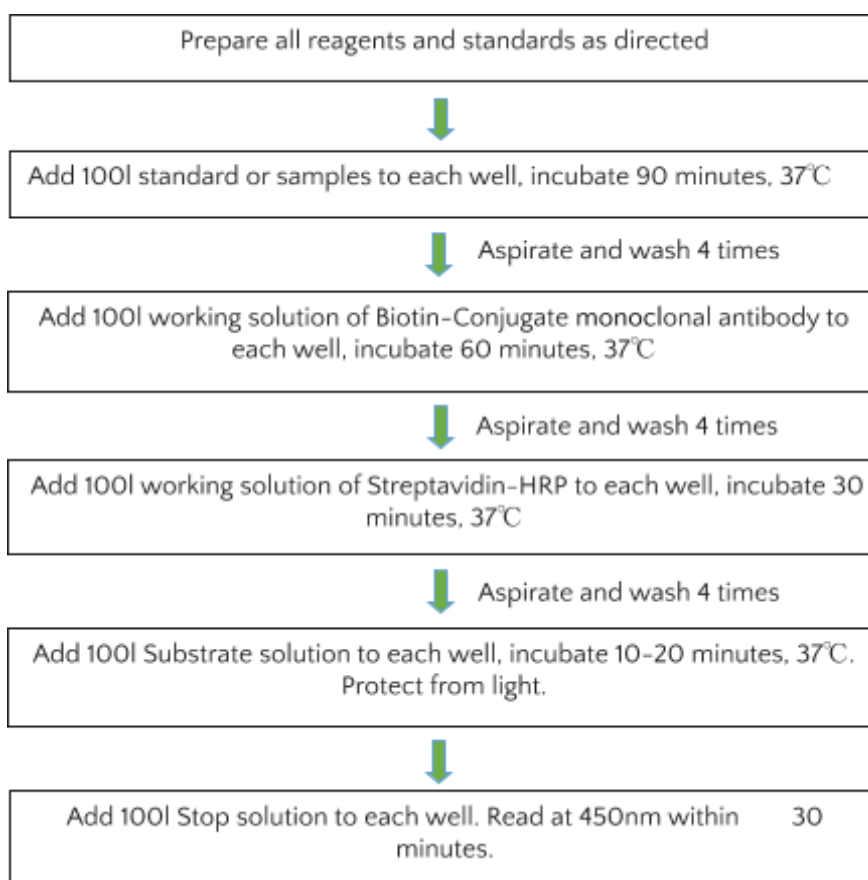 Prepare all reagents and standards as directed
Add 100l standard or samples to each well, incubate 90 minutes, 37℃
Aspirate and wash 4 times
Add 100l working solution of Biotin-Conjugate monoclonal antibody to
each well, incubate 60 minutes, 37℃
Aspirate and wash 4 times
Add 100l working solution of Streptavidin-HRP to each well, incubate 30
minutes, 37℃
Aspirate and wash 4 times
Add 100l Substrate solution to each well, incubate 10-20 minutes, 37℃.
Protect from light.
Add 100l Stop solution to each well. Read at 450nm within 30
minutes.